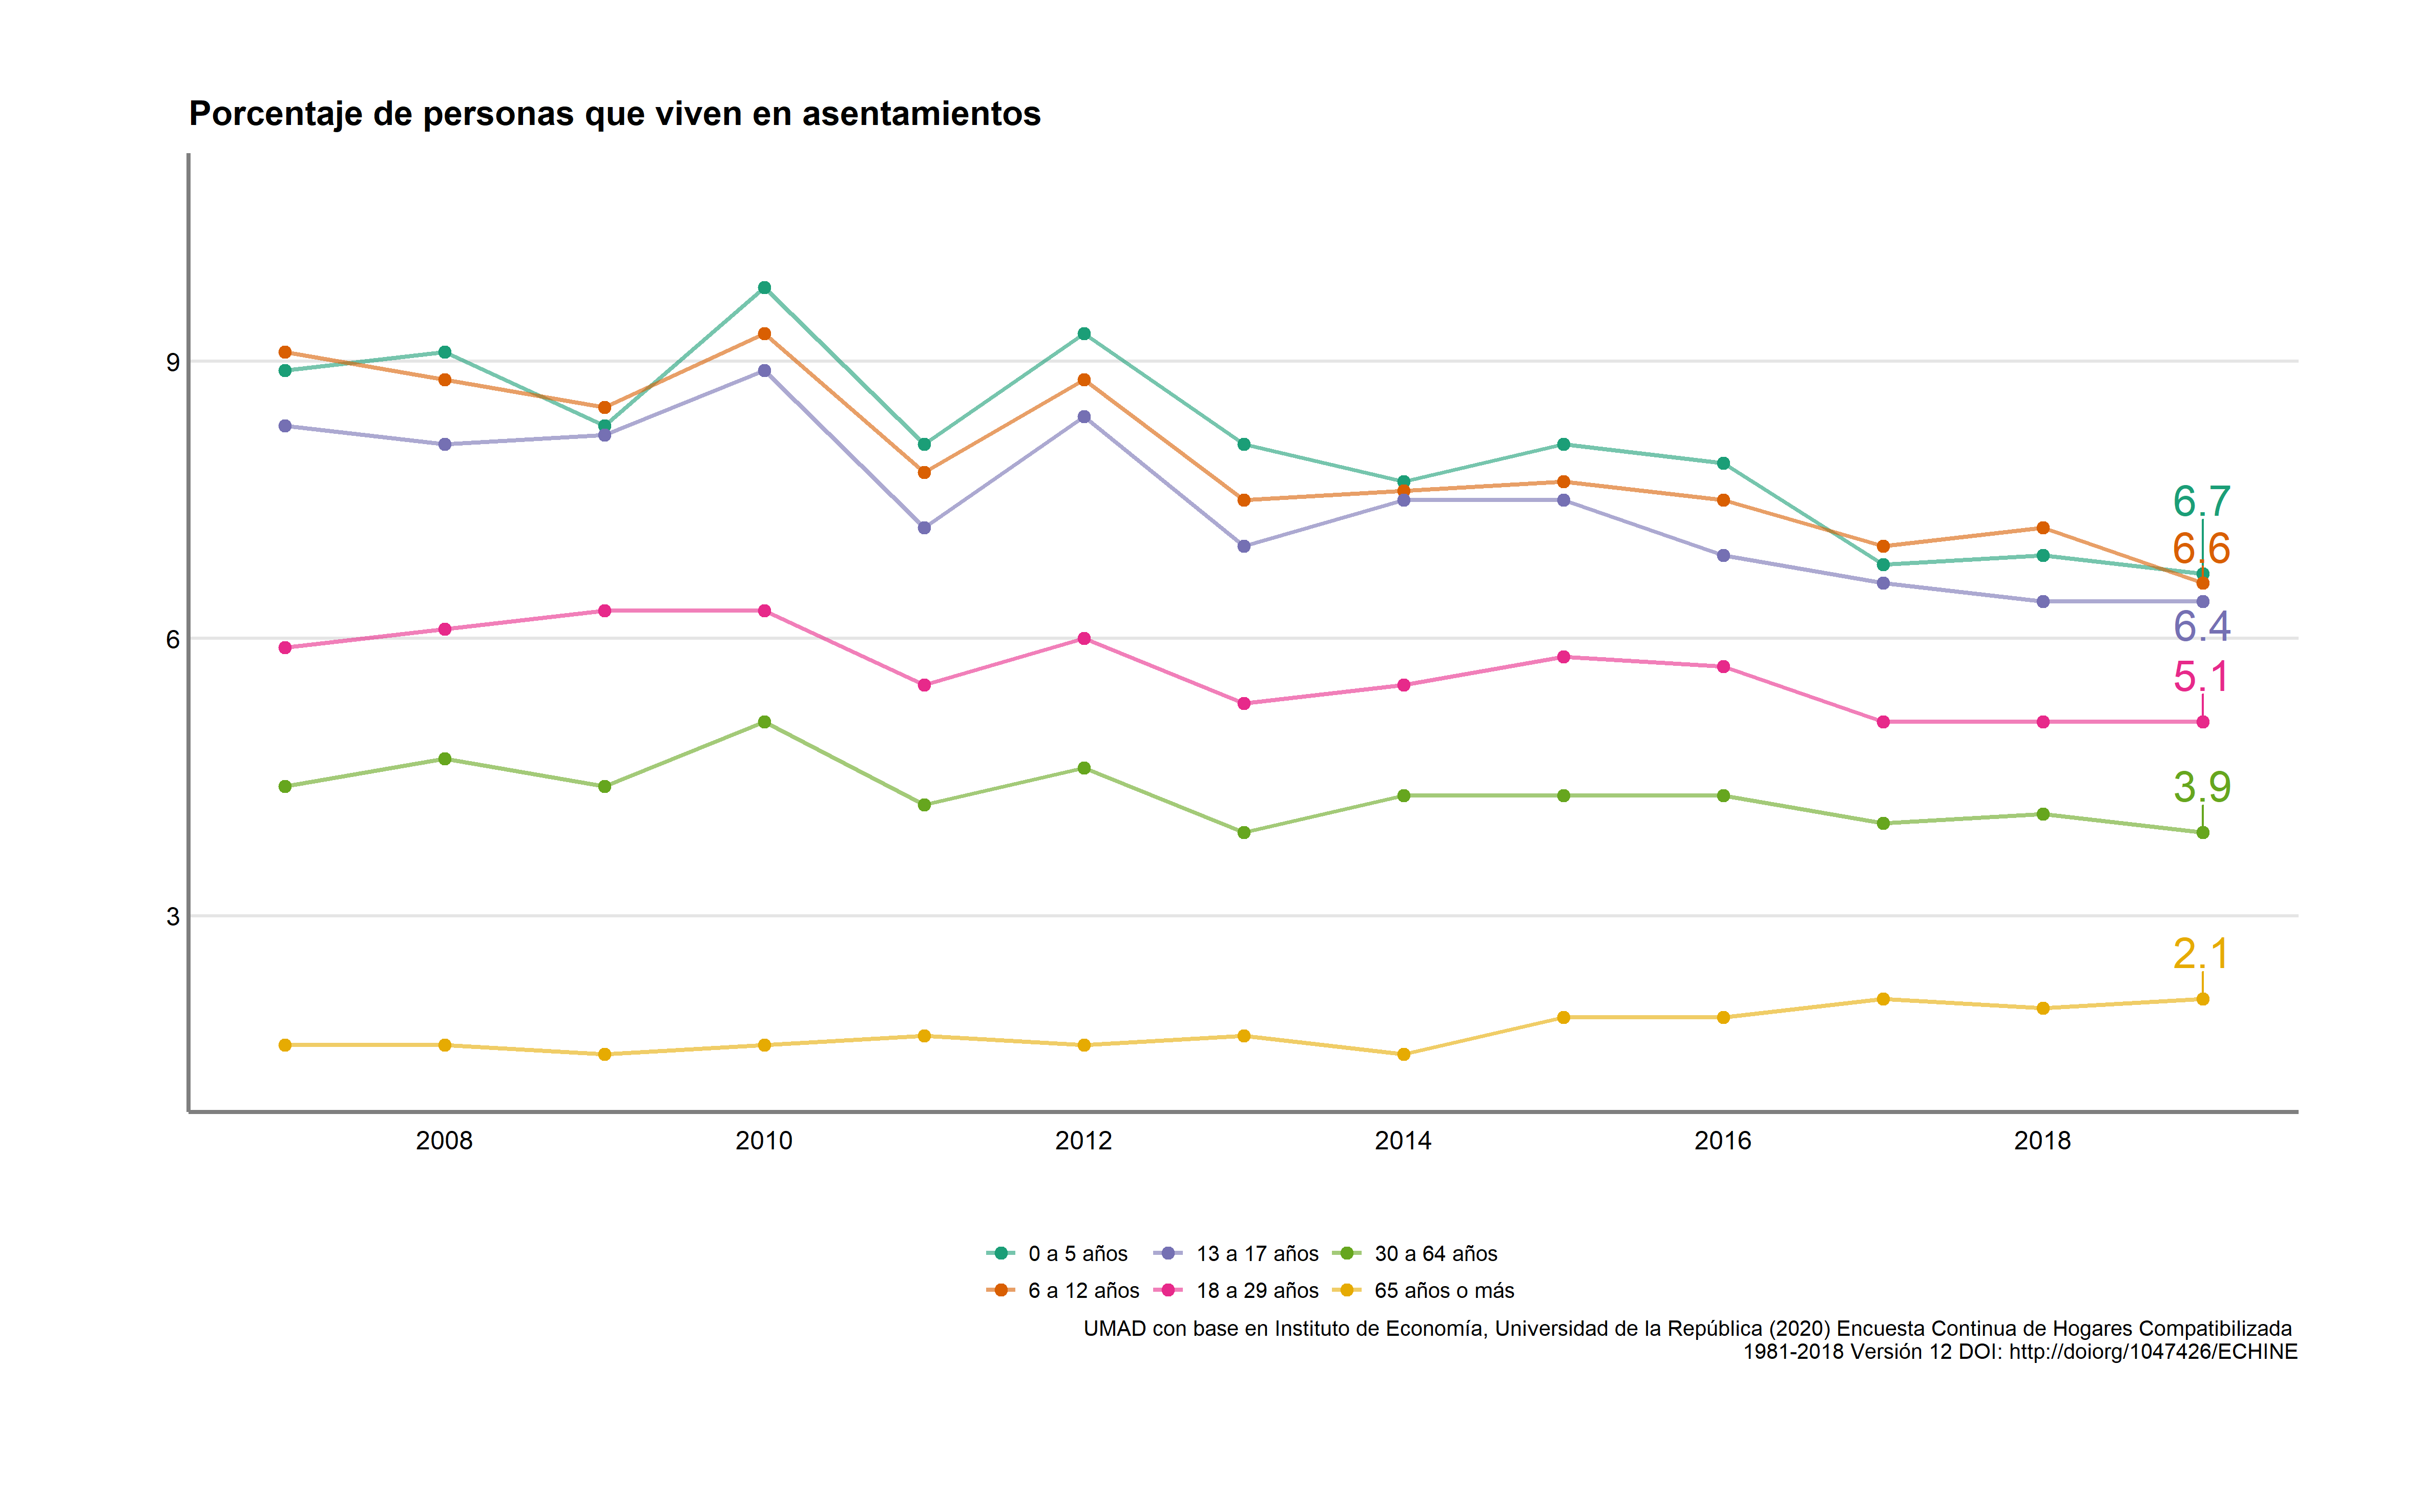 Porcentaje de personas que viven en asentamientos
9
6
3
6.7
6.6
6.4
5.1
3.9
2.1
2008 2010 2012 2014 2016 2018
0 a 5 años 13 a 17 años 30 a 64 años
6 a 12 años 18 a 29 años 65 años o más
UMAD con base en Instituto de Economía, Universidad de la República (2020) Encuesta Continua de Hogares Compatibilizada
1981-2018 Versión 12 DOI: http://doiorg/1047426/ECHINE